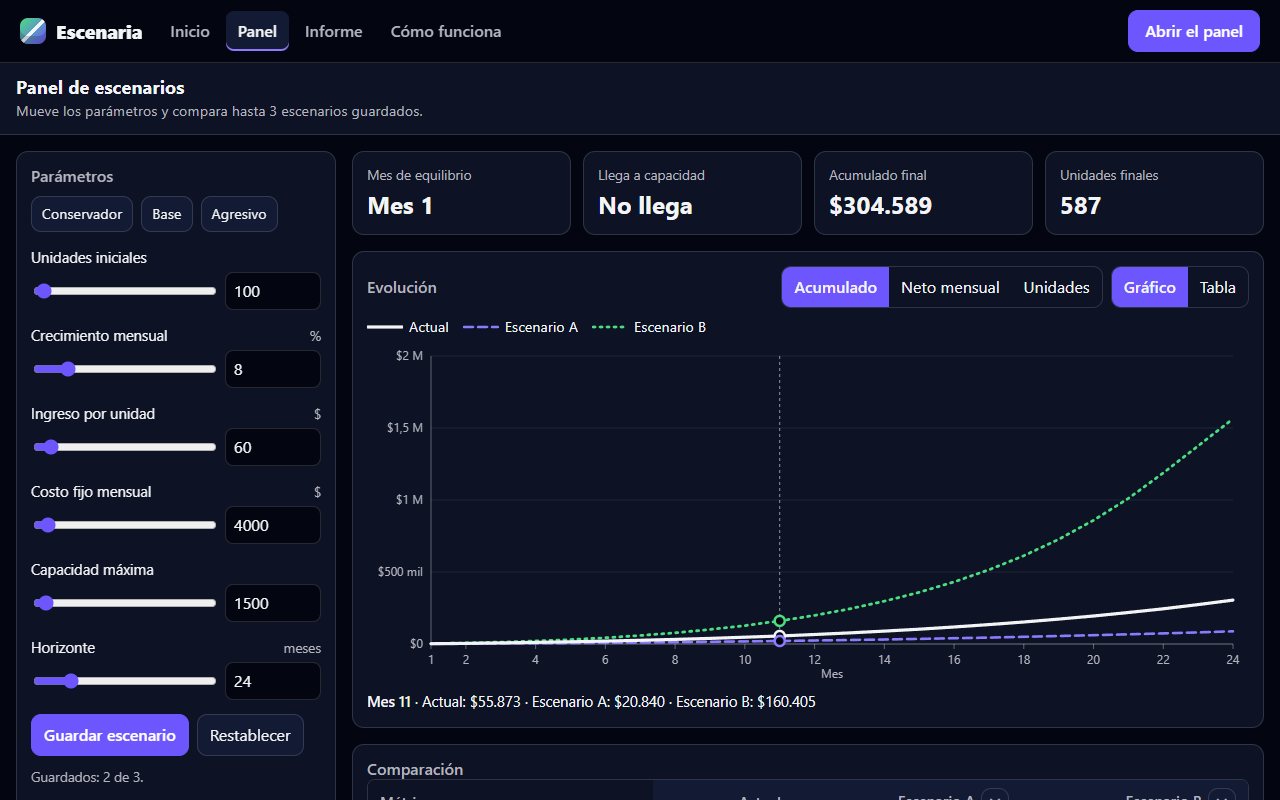 Escenaria Inicio Panel Informe Cómo funciona Abrir el panel
Panel de escenarios
Mueve los parámetros y compara hasta 3 escenarios guardados.
Parámetros
Conservador Base Agresivo
Unidades iniciales
100
Crecimiento mensual %
8
Ingreso por unidad $
60
Costo fijo mensual $
4000
Capacidad máxima
1500
Horizonte meses
24
Guardar escenario Restablecer
Guardados: 2 de 3.
Mes de equilibrio
Mes 1
Llega a capacidad
No llega
Acumulado final
$304.589
Unidades finales
587
Evolución
Acumulado Neto mensual Unidades Gráfico Tabla
Actual Escenario A Escenario B
$2 M
$1,5 M
$1 M
$500 mil
$0
1 2 4 6 8 10 12 14 16 18 20 22 24
Mes
Mes 11 · Actual: $55.873 · Escenario A: $20.840 · Escenario B: $160.405
Comparación